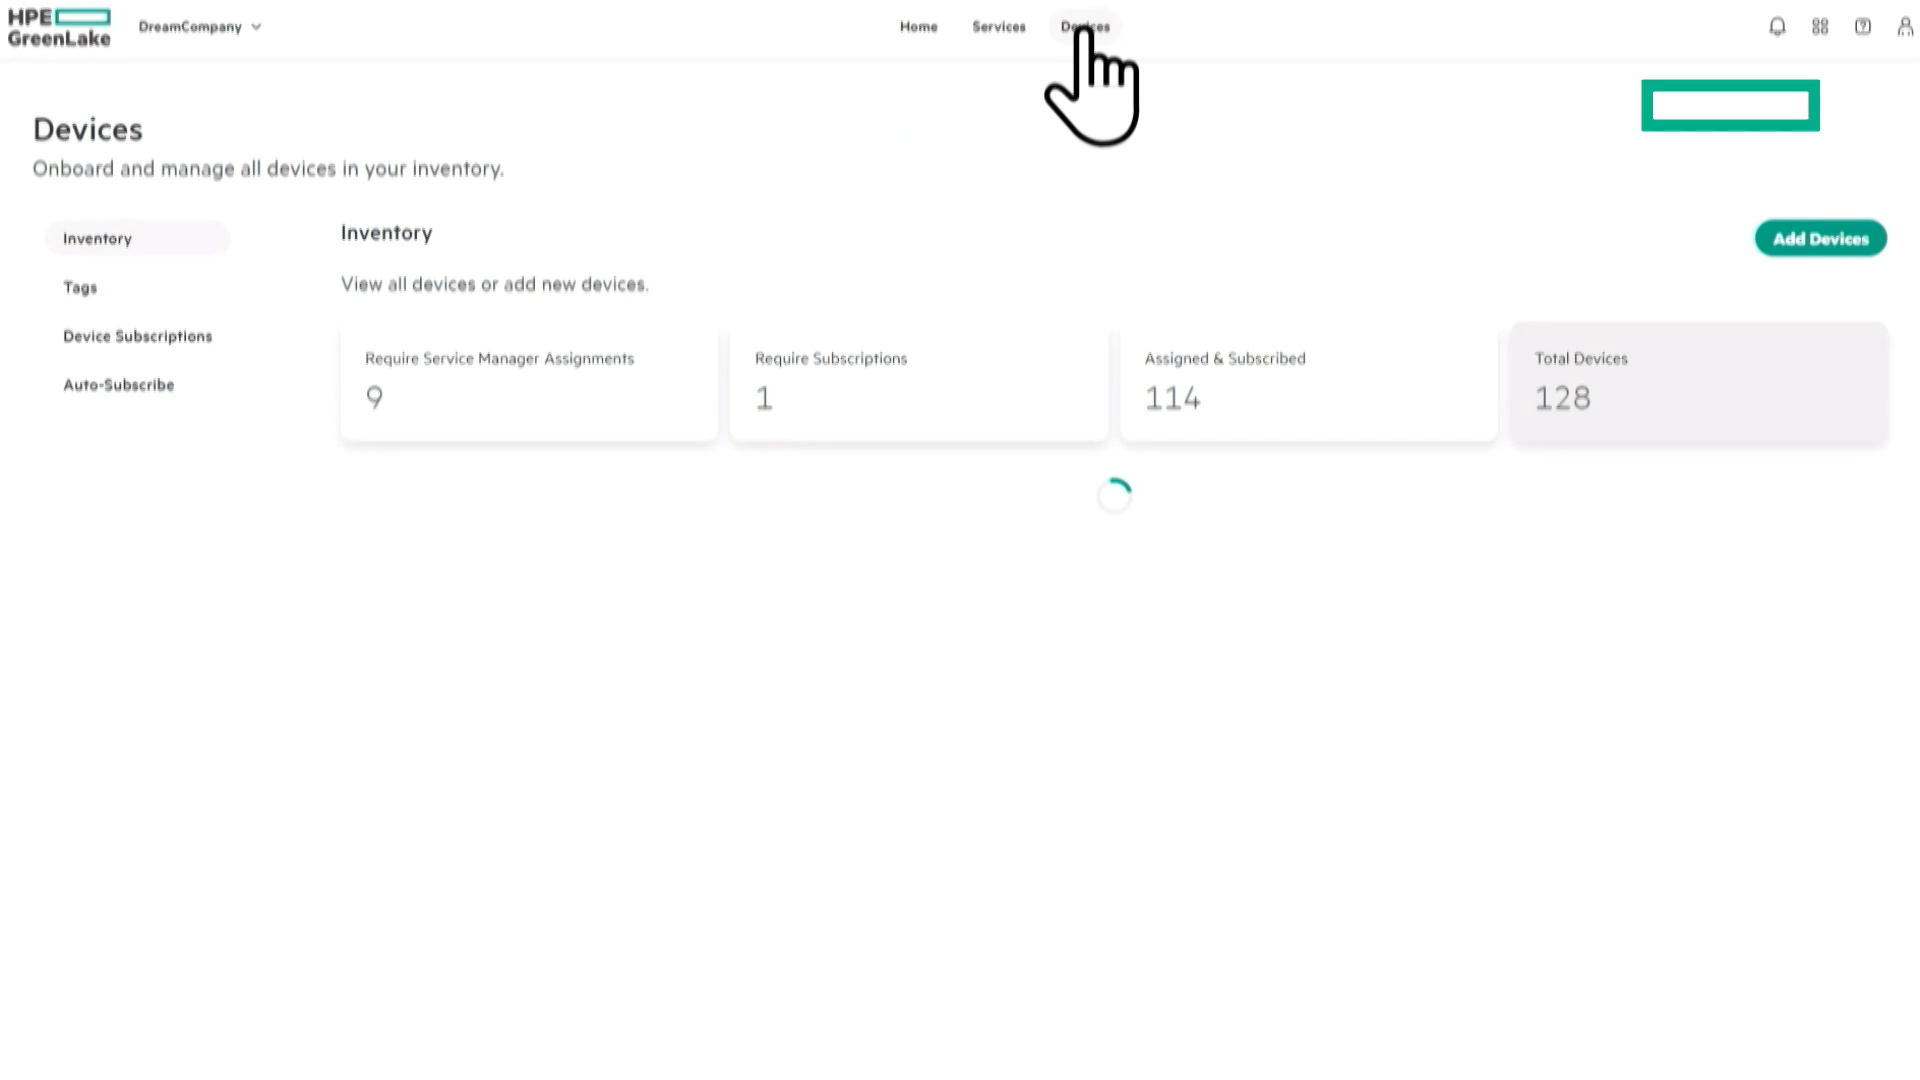 HPE
GreenLake
DreamCompany
Home
Services
Devices
Devices
Onboard and manage all devices in your inventory.
Inventory
Tags
Device Subscriptions
Auto-Subscribe
Inventory
Add Devices
View all devices or add new devices.
Require Service Manager Assignments
9
Require Subscriptions
1
Assigned & Subscribed
114
Total Devices
128